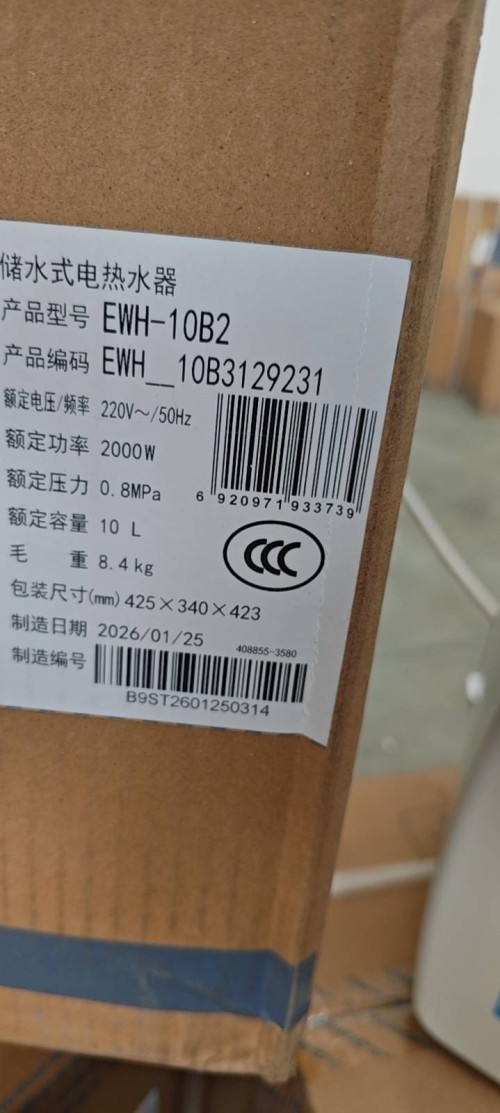 储水式电热水器
产品型号 EWH-10B2
产品编码 EWH__10B3129231
额定电压/频率 220V～/50Hz
额定功率 2000W
额定压力 0.8MPa
6 920971 933739
额定容量 10 L
CCC
毛 重 8.4kg
包装尺寸(mm) 425×340×423
制造日期 2026/01/25
408855-3580
制造编号
B9ST2601250314